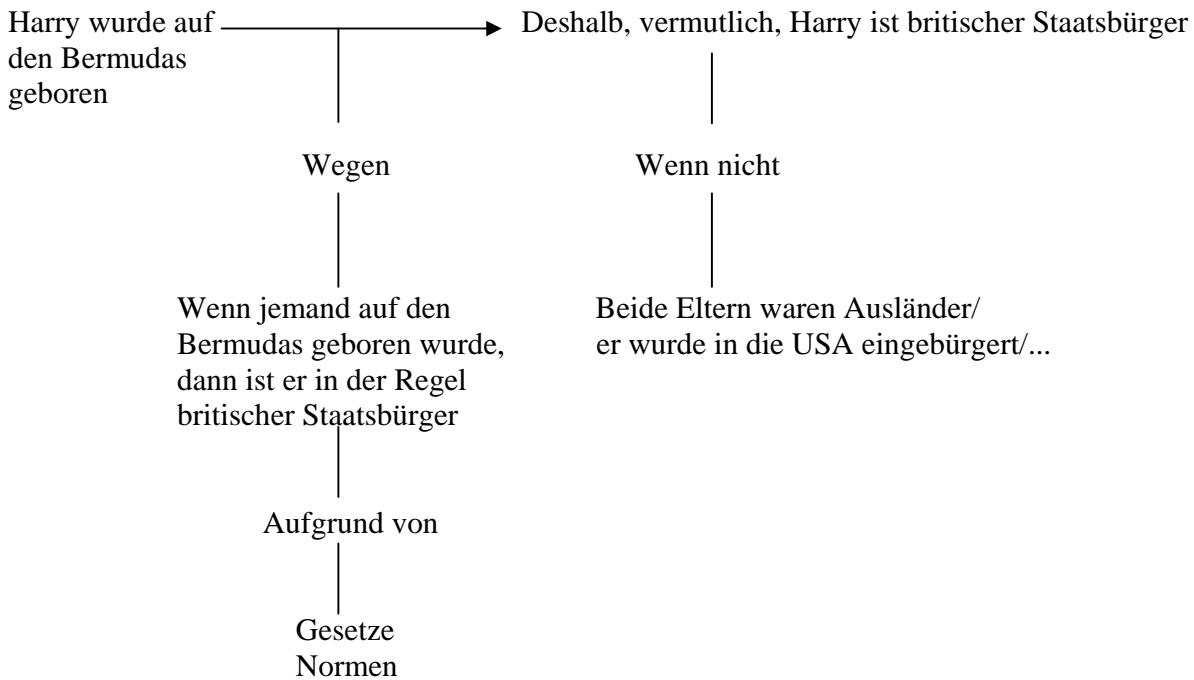 Harry wurde auf
den Bermudas
geboren
Deshalb, vermutlich, Harry ist britischer Staatsbürger
Wegen
Wenn nicht
Wenn jemand auf den
Bermudas geboren wurde,
dann ist er in der Regel
britischer Staatsbürger
Beide Eltern waren Ausländer/
er wurde in die USA eingebürgert/...
Aufgrund von
Gesetze
Normen